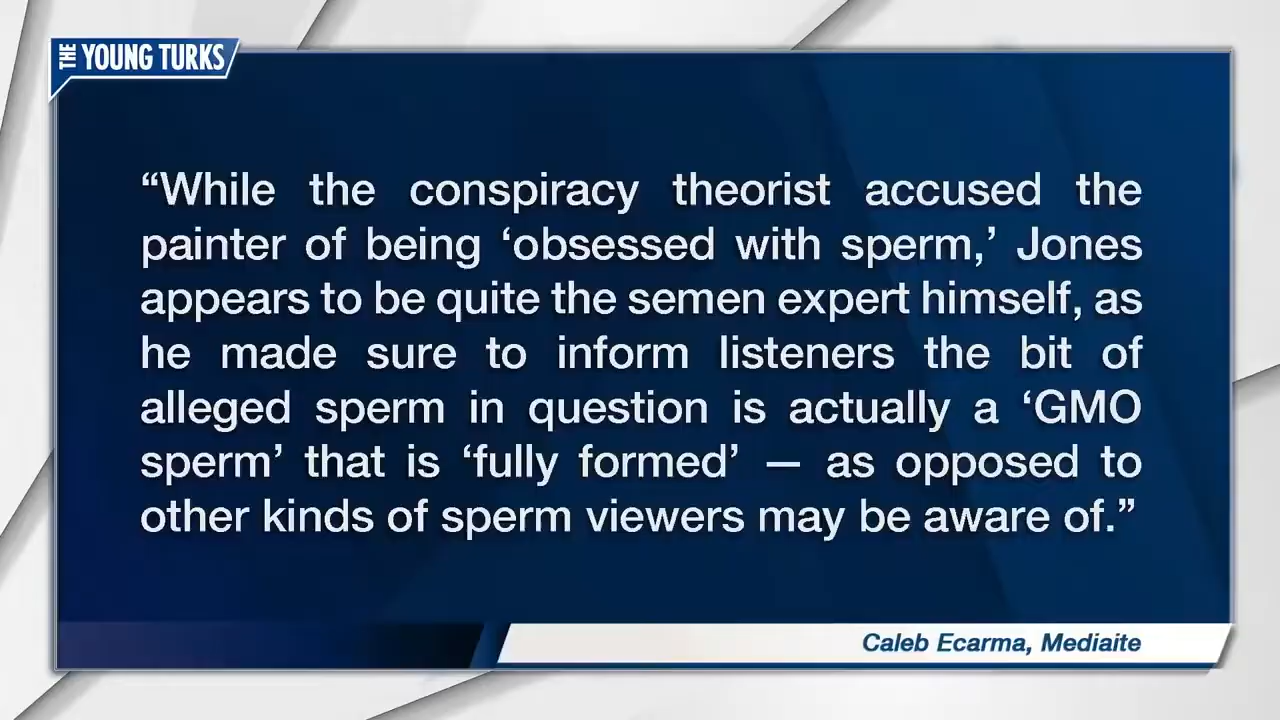 THE YOUNG TURKS
“While the conspiracy theorist accused the
painter of being ‘obsessed with sperm,’ Jones
appears to be quite the semen expert himself, as
he made sure to inform listeners the bit of
alleged sperm in question is actually a ‘GMO
sperm’ that is ‘fully formed’ — as opposed to
other kinds of sperm viewers may be aware of.”
Caleb Ecarma, Mediaite